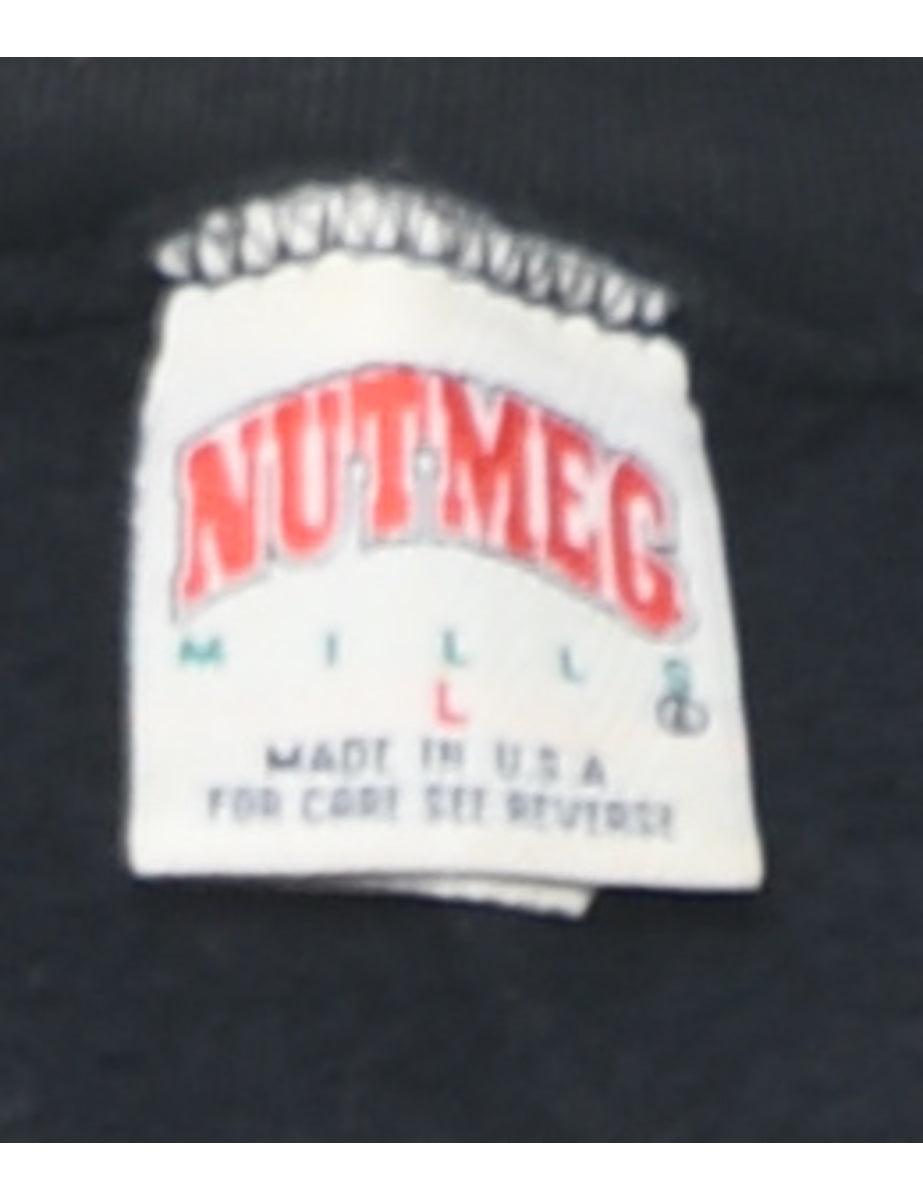 NUTMEG
MILLS
L
MADE IN U.S.A
FOR CARE SEE REVERSE